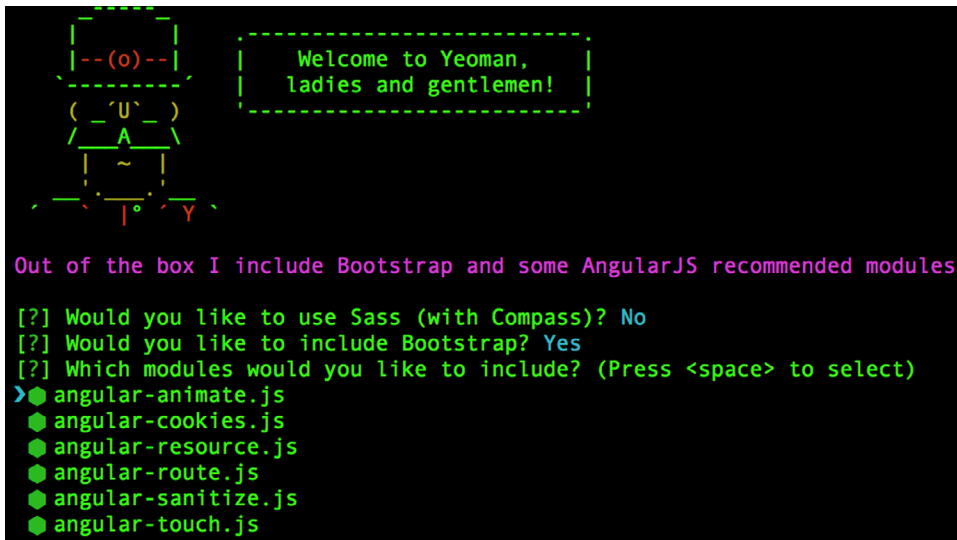 Welcome to Yeoman,
ladies and gentlemen!
Out of the box I include Bootstrap and some AngularJS recommended modules
[?] Would you like to use Sass (with Compass)? No
[?] Would you like to include Bootstrap? Yes
[?] Which modules would you like to include? (Press <space> to select)
❯⬢ angular-animate.js
⬢ angular-cookies.js
⬢ angular-resource.js
⬢ angular-route.js
⬢ angular-sanitize.js
⬢ angular-touch.js